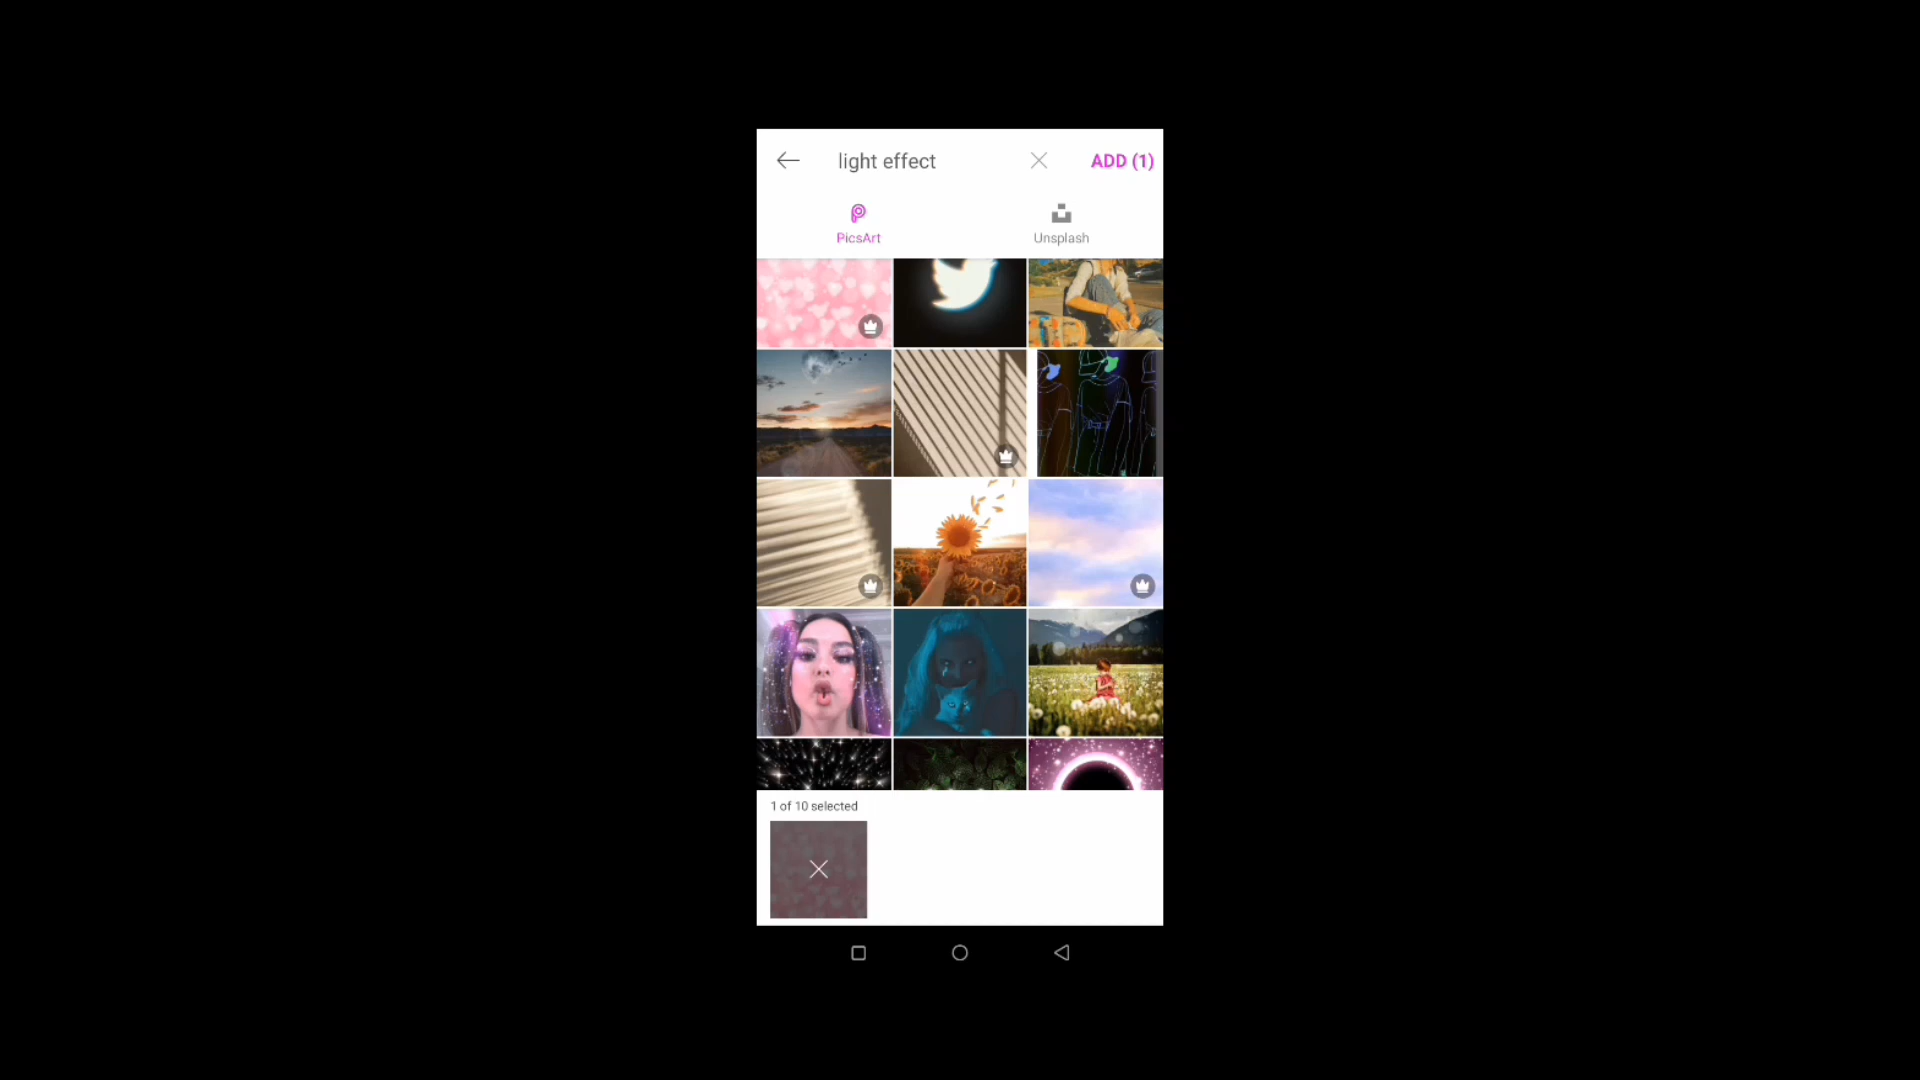 light effect
ADD (1)
PicsArt
Unsplash
1 of 10 selected